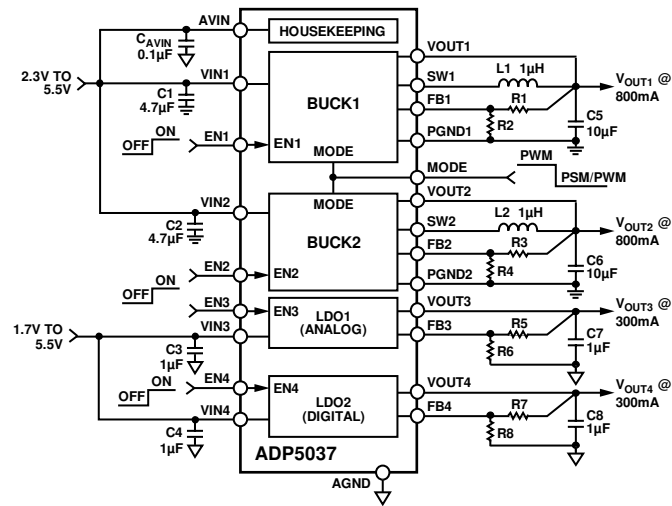 AVIN
HOUSEKEEPING
CAVIN
0.1µF
VOUT1
L1 1µH
2.3V TO
5.5V
VIN1
BUCK1
SW1
VOUT1 @
800mA
C1
4.7µF
FB1
R1
R2
C5
10µF
ON
OFF
EN1
EN1
PGND1
MODE
MODE
PWM
PSM/PWM
VIN2
MODE
VOUT2
L2 1µH
C2
4.7µF
BUCK2
SW2
VOUT2 @
800mA
FB2
R3
R4
C6
10µF
ON
OFF
EN2
EN2
PGND2
EN3
EN3
LDO1
(ANALOG)
VOUT3
VOUT3 @
300mA
1.7V TO
5.5V
VIN3
FB3
R5
R6
C7
1µF
C3
1µF
ON
OFF
EN4
EN4
LDO2
(DIGITAL)
VOUT4
VOUT4 @
300mA
VIN4
FB4
R7
R8
C8
1µF
C4
1µF
ADP5037
AGND